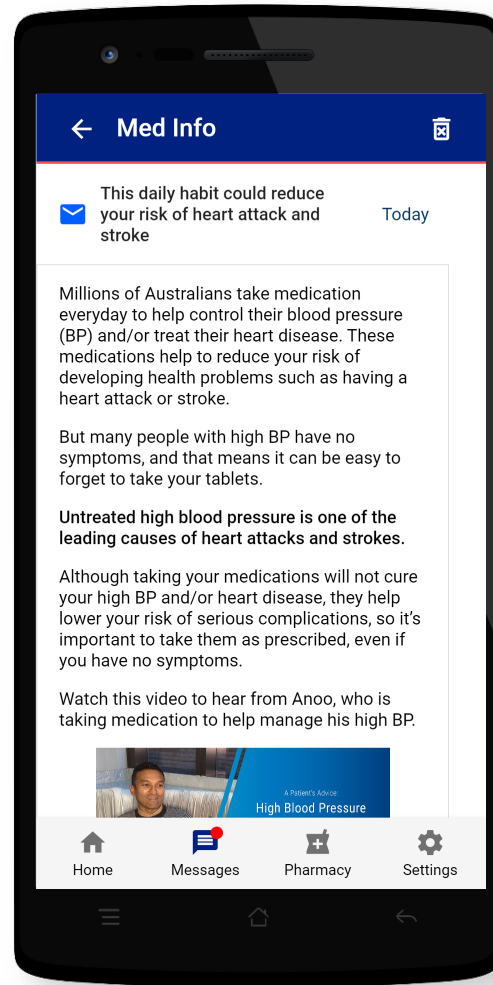 Med Info
This daily habit could reduce
your risk of heart attack and
stroke
Today
Millions of Australians take medication
everyday to help control their blood pressure
(BP) and/or treat their heart disease. These
medications help to reduce your risk of
developing health problems such as having a
heart attack or stroke.
But many people with high BP have no
symptoms, and that means it can be easy to
forget to take your tablets.
Untreated high blood pressure is one of the
leading causes of heart attacks and strokes.
Although taking your medications will not cure
your high BP and/or heart disease, they help
lower your risk of serious complications, so it’s
important to take them as prescribed, even if
you have no symptoms.
Watch this video to hear from Anoo, who is
taking medication to help manage his high BP.
A Patient's Advice:
High Blood Pressure
Home
Messages
Pharmacy
Settings